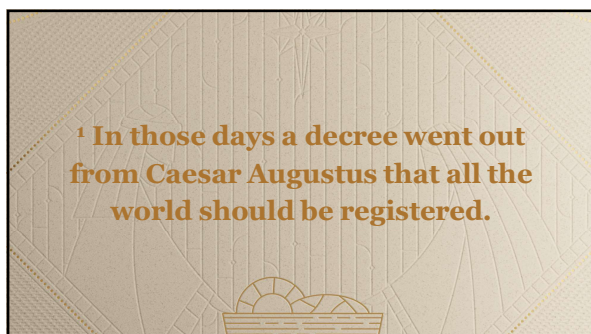 ¹ In those days a decree went out
from Caesar Augustus that all the
world should be registered.